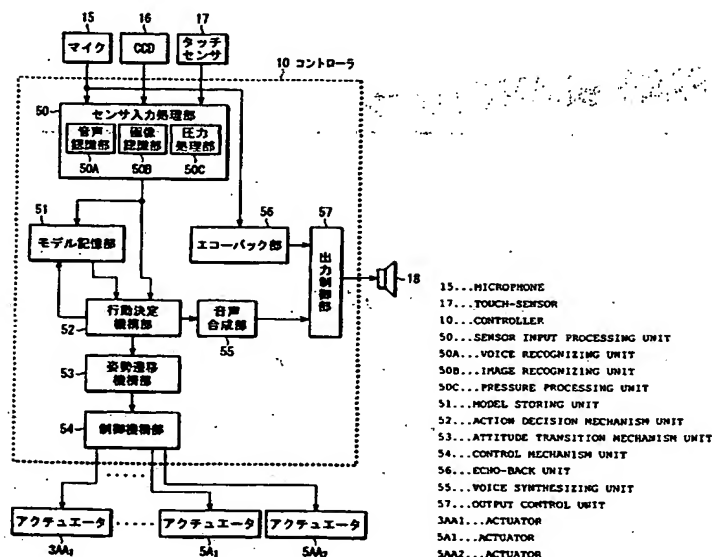 15
16
17
マイク
CCD
タッチ
センサ
10 コントローラ
50
センサ入力処理部
音声
認識部
画像
認識部
圧力
処理部
50A
50B
50C
51
モデル記憶部
56
エコーバック部
57
出力制御部
18
行動決定
機構部
52
音声
合成部
55
53
姿勢遷移
機構部
54
制御機構部
アクチュエータ
アクチュエータ
アクチュエータ
3AA₁
5A₁
5AA₂
15...MICROPHONE
17...TOUCH-SENSOR
10...CONTROLLER
50...SENSOR INPUT PROCESSING UNIT
50A...VOICE RECOGNIZING UNIT
50B...IMAGE RECOGNIZING UNIT
50C...PRESSURE PROCESSING UNIT
51...MODEL STORING UNIT
52...ACTION DECISION MECHANISM UNIT
53...ATTITUDE TRANSITION MECHANISM UNIT
54...CONTROL MECHANISM UNIT
56...ECHO-BACK UNIT
55...VOICE SYNTHESIZING UNIT
57...OUTPUT CONTROL UNIT
3AA1...ACTUATOR
5A1...ACTUATOR
5AA2...ACTUATOR